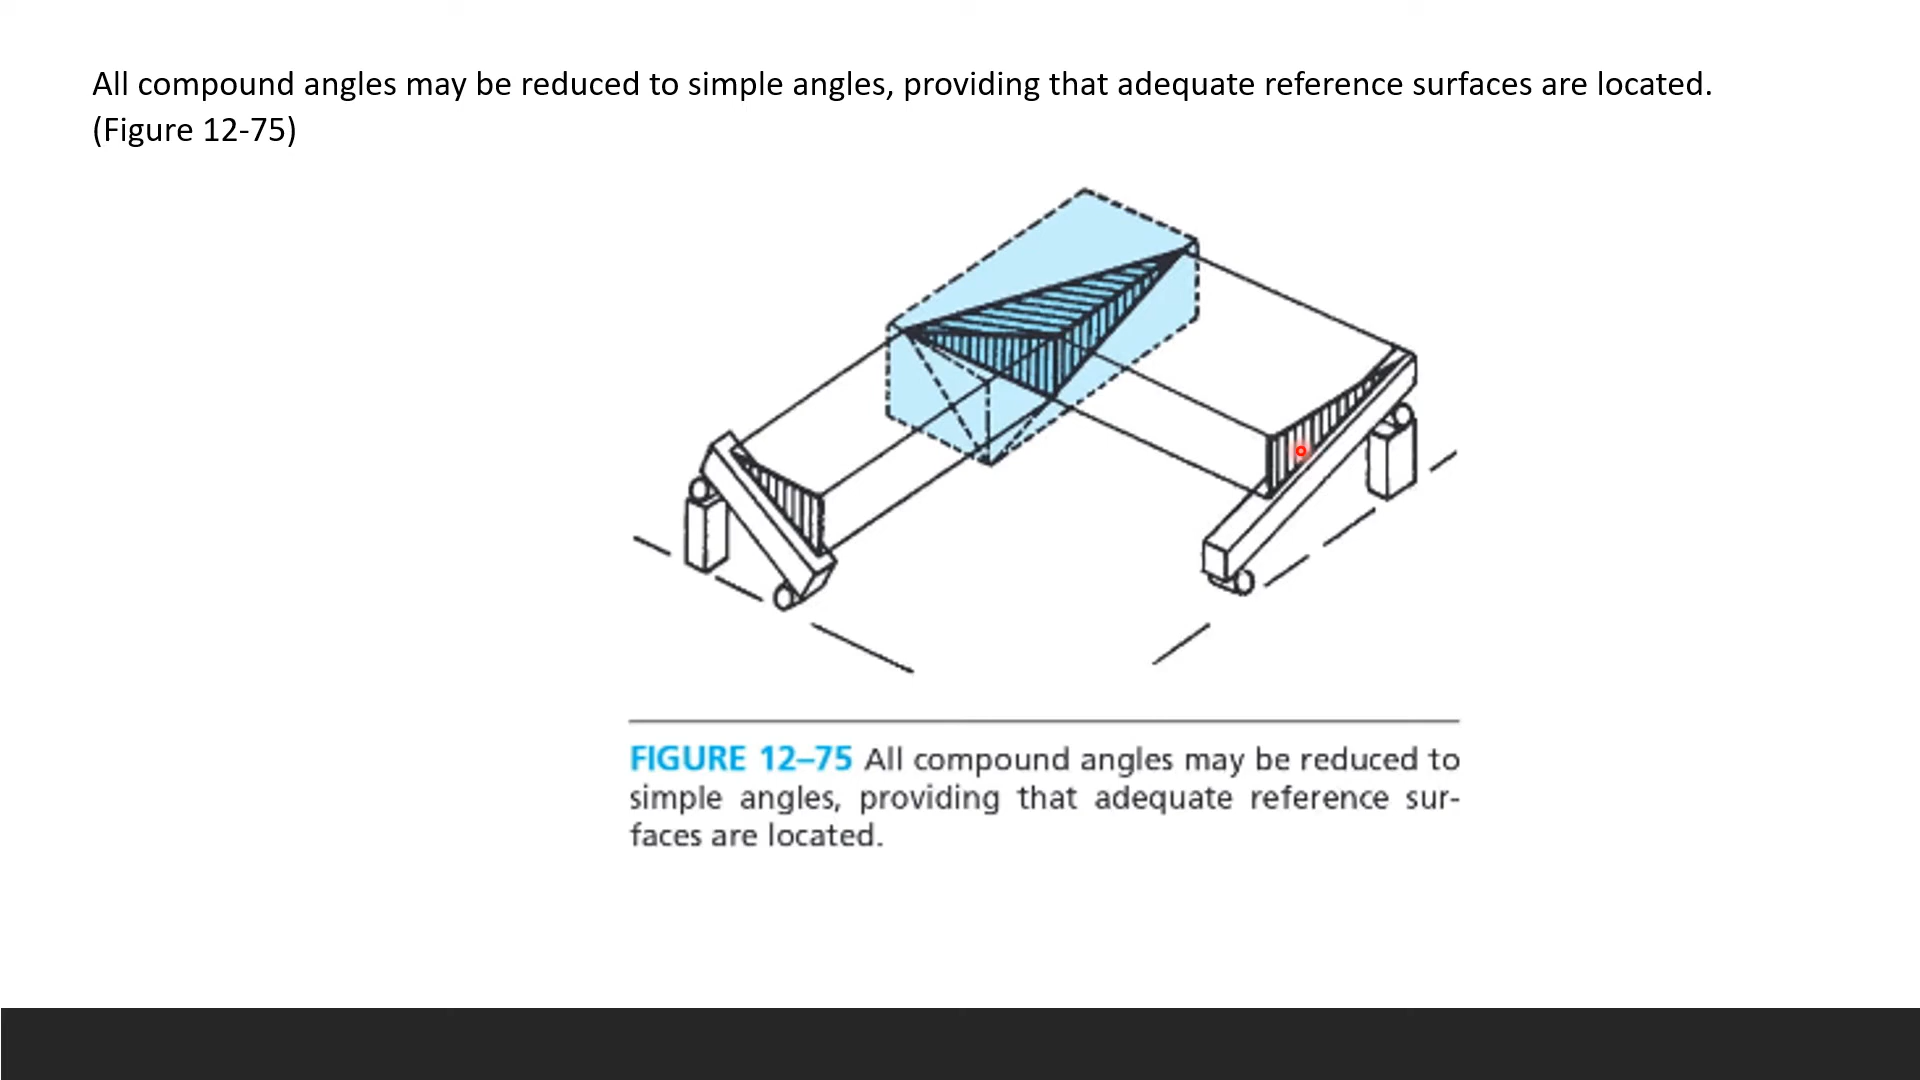 All compound angles may be reduced to simple angles, providing that adequate reference surfaces are located.
(Figure 12-75)
FIGURE 12–75 All compound angles may be reduced to
simple angles, providing that adequate reference sur-
faces are located.